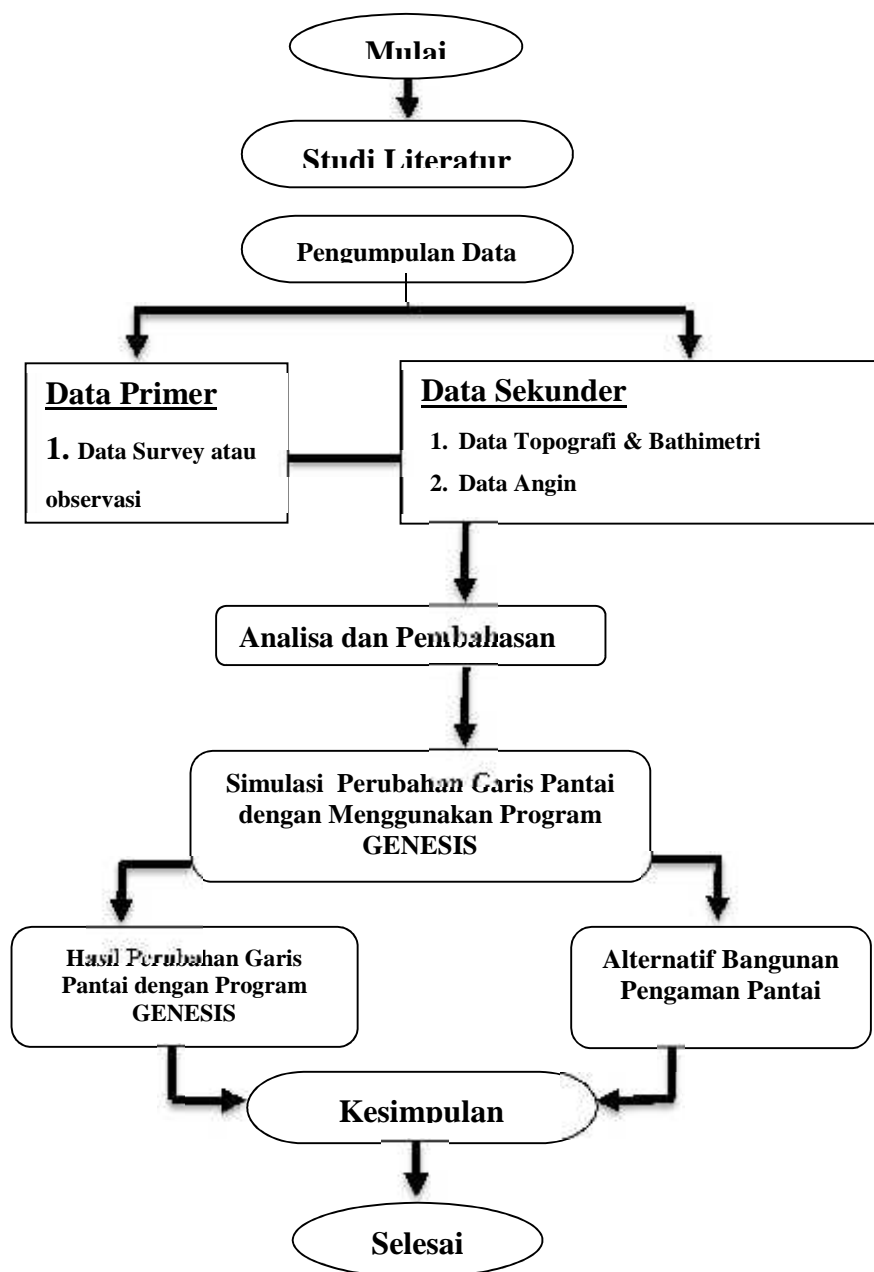 Mulai
Studi Literatur
Pengumpulan Data
Data Primer
1. Data Survey atau
observasi
Data Sekunder
1. Data Topografi & Bathimetri
2. Data Angin
Analisa dan Pembahasan
Simulasi Perubahan Garis Pantai
dengan Menggunakan Program
GENESIS
Hasil Perubahan Garis
Pantai dengan Program
GENESIS
Alternatif Bangunan
Pengaman Pantai
Kesimpulan
Selesai